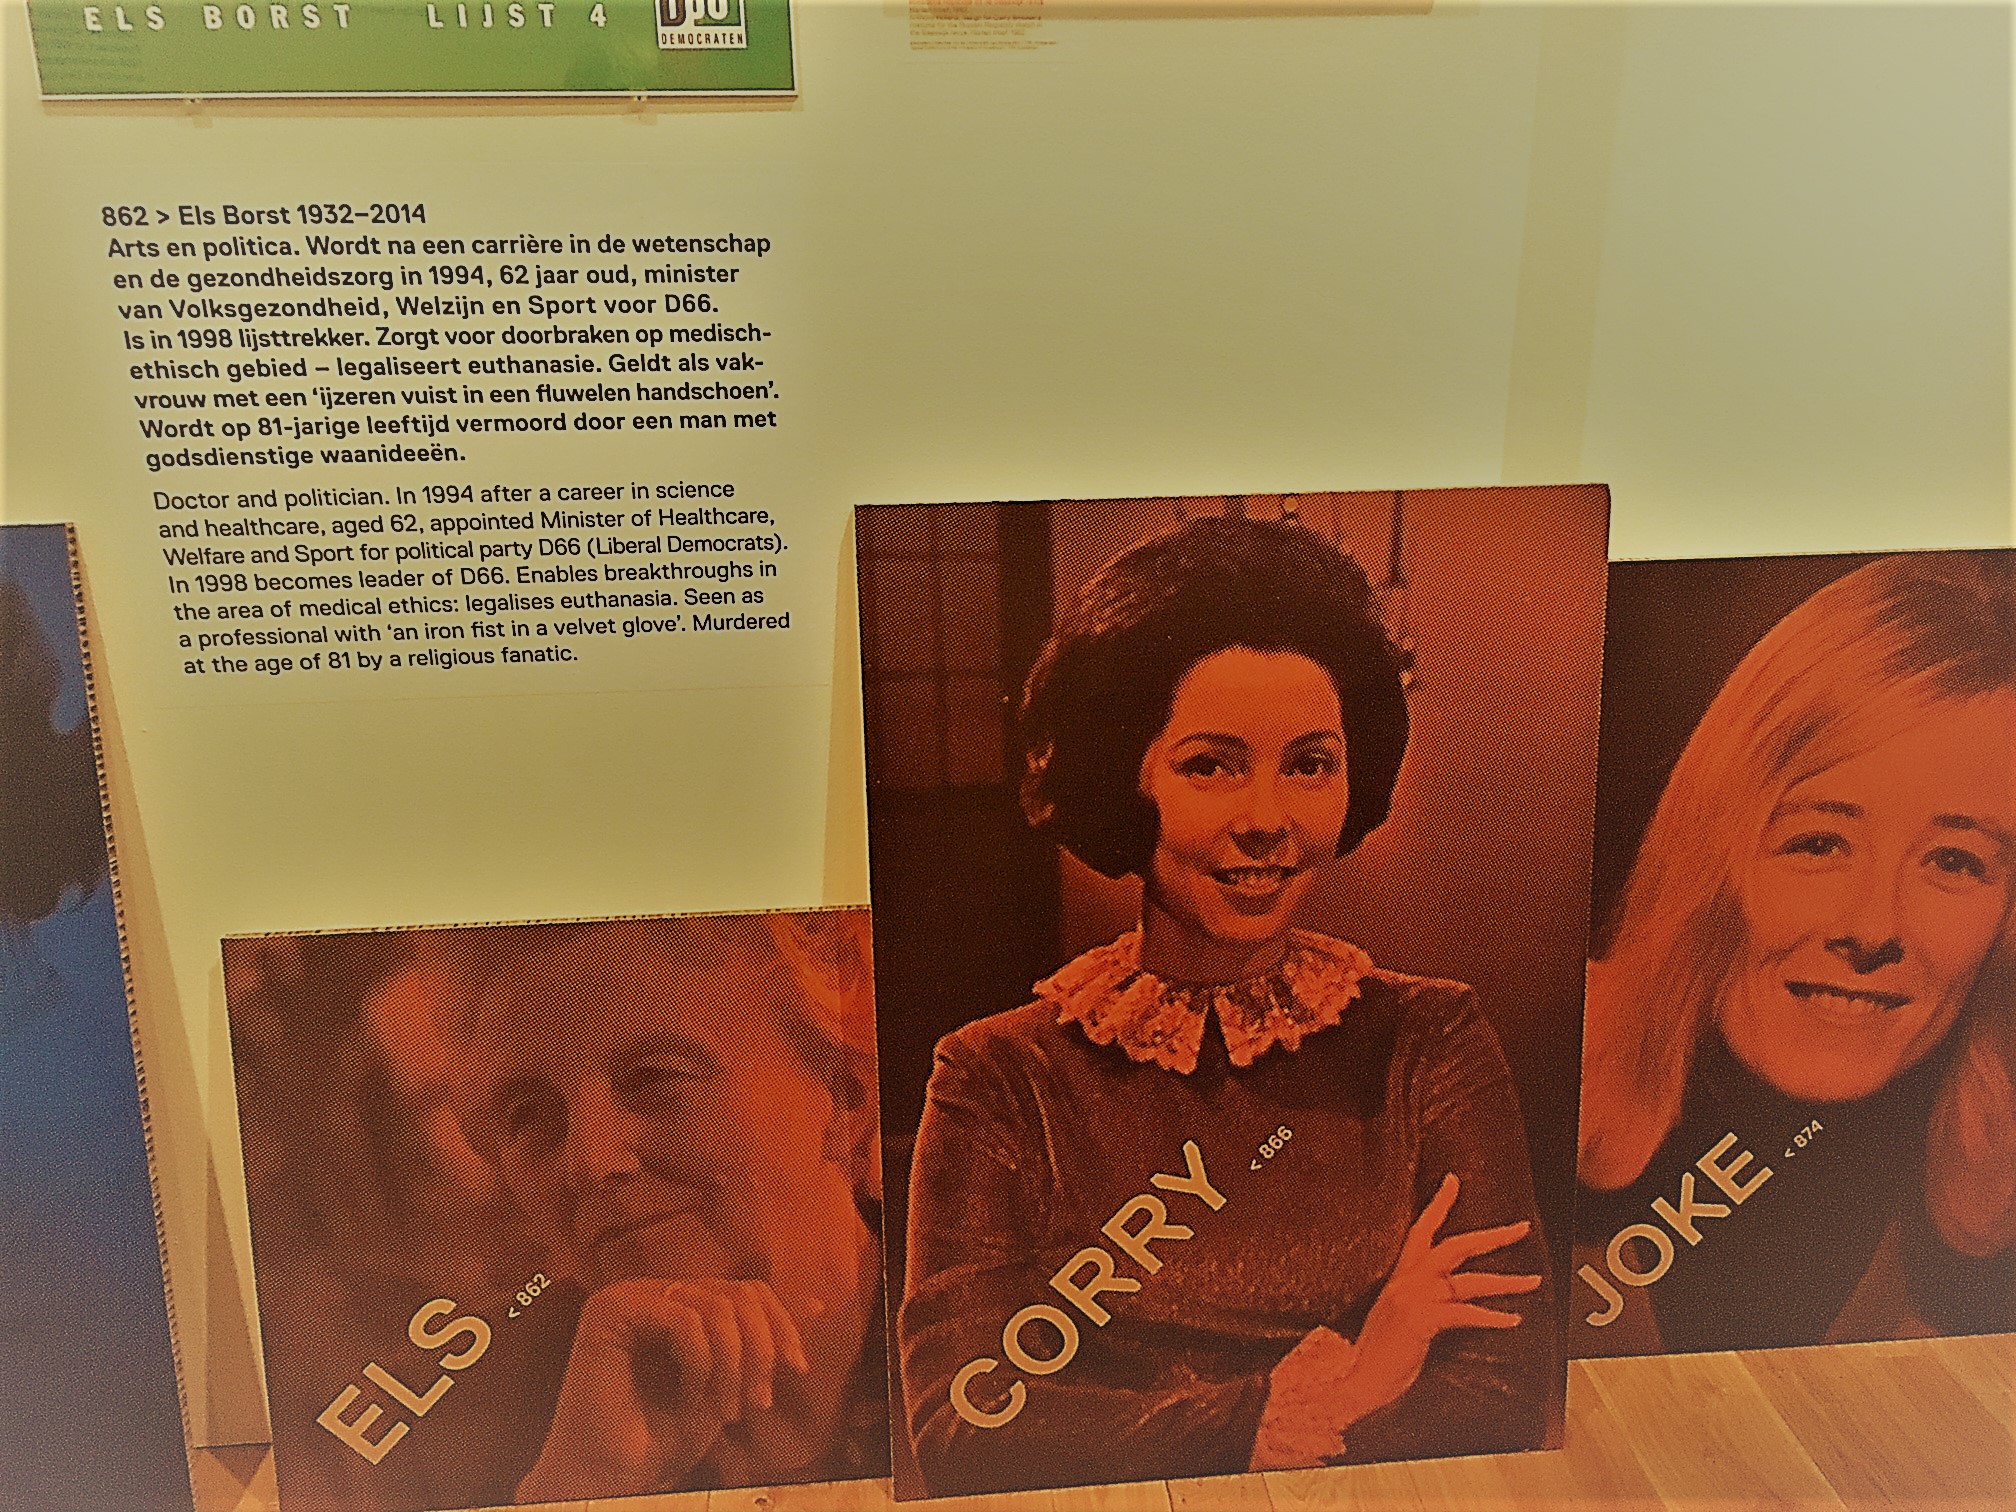 ELS BORST LIJST 4
DEMOCRATEN
862 > Els Borst 1932–2014
Arts en politica. Wordt na een carrière in de wetenschap
en de gezondheidszorg in 1994, 62 jaar oud, minister
van Volksgezondheid, Welzijn en Sport voor D66.
Is in 1998 lijsttrekker. Zorgt voor doorbraken op medisch-
ethisch gebied – legaliseert euthanasie. Geldt als vak-
vrouw met een ‘ijzeren vuist in een fluwelen handschoen’.
Wordt op 81-jarige leeftijd vermoord door een man met
godsdienstige waanideeën.
Doctor and politician. In 1994 after a career in science
and healthcare, aged 62, appointed Minister of Healthcare,
Welfare and Sport for political party D66 (Liberal Democrats).
In 1998 becomes leader of D66. Enables breakthroughs in
the area of medical ethics: legalises euthanasia. Seen as
a professional with ‘an iron fist in a velvet glove’. Murdered
at the age of 81 by a religious fanatic.
ELS < 862
CORRY < 866
JOKE < 874